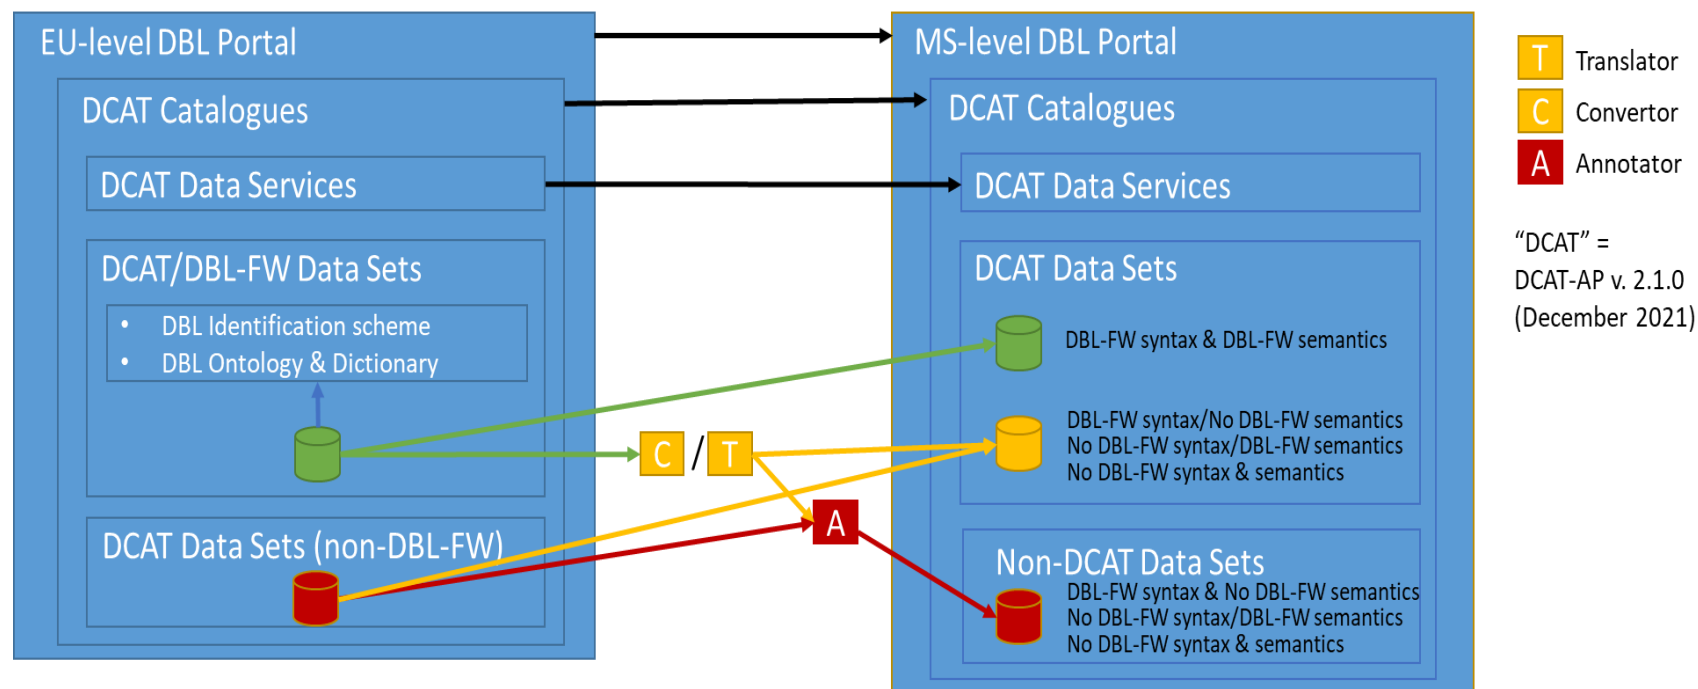 EU-level DBL Portal
DCAT Catalogues
DCAT Data Services
DCAT/DBL-FW Data Sets
• DBL Identification scheme
• DBL Ontology & Dictionary
DCAT Data Sets (non-DBL-FW)
C / T
A
MS-level DBL Portal
DCAT Catalogues
DCAT Data Services
DCAT Data Sets
DBL-FW syntax & DBL-FW semantics
DBL-FW syntax/No DBL-FW semantics
No DBL-FW syntax/DBL-FW semantics
No DBL-FW syntax & semantics
Non-DCAT Data Sets
DBL-FW syntax & No DBL-FW semantics
No DBL-FW syntax/DBL-FW semantics
No DBL-FW syntax & semantics
T Translator
C Convertor
A Annotator
“DCAT” =
DCAT-AP v. 2.1.0
(December 2021)